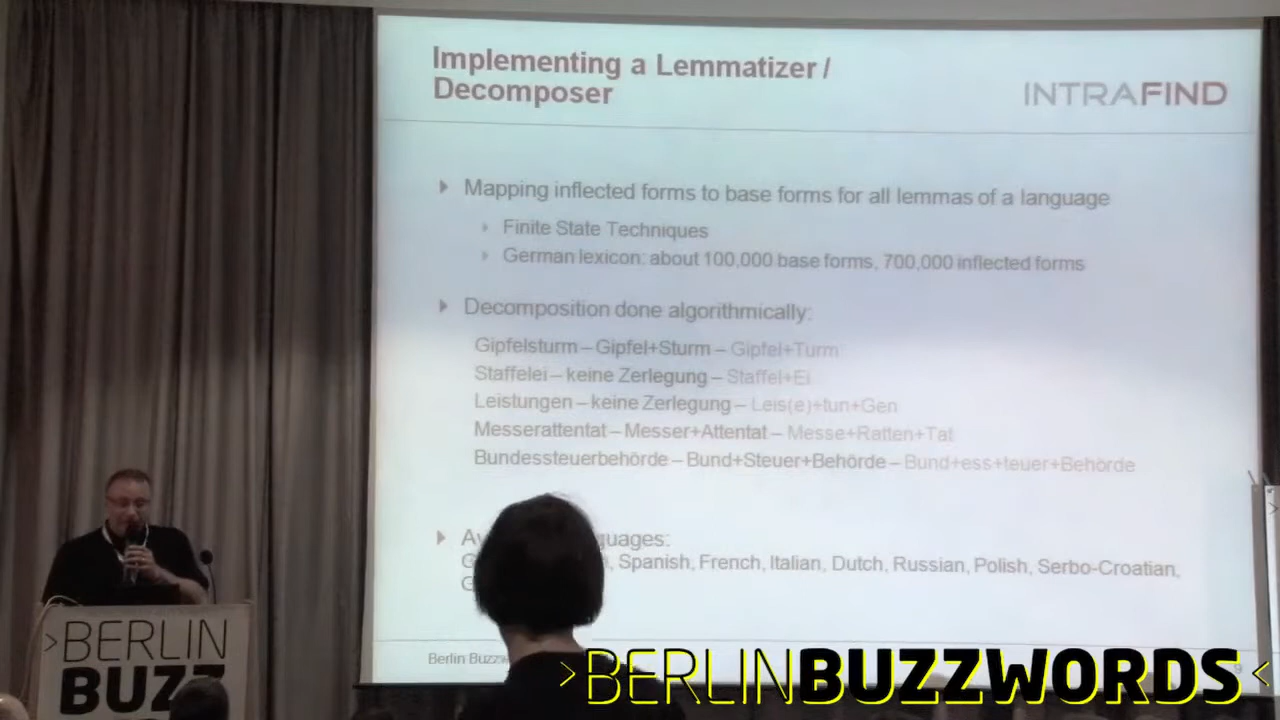 Implementing a Lemmatizer /
Decomposer
INTRAFIND
Mapping inflected forms to base forms for all lemmas of a language
Finite State Techniques
German lexicon: about 100,000 base forms, 700,000 inflected forms
Decomposition done algorithmically:
Gipfelsturm – Gipfel+Sturm – Gipfel+Turm
Staffelei – keine Zerlegung – Staffel+Ei
Leistungen – keine Zerlegung – Leis(e)+tun+Gen
Messerattentat – Messer+Attentat – Messe+Ratten+Tat
Bundessteuerbehörde – Bund+Steuer+Behörde – Bund+ess+teuer+Behörde
Spanish, French, Italian, Dutch, Russian, Polish, Serbo-Croatian,
Berlin
>BERLIN
BUZZ
>BERLINBUZZWORDS<